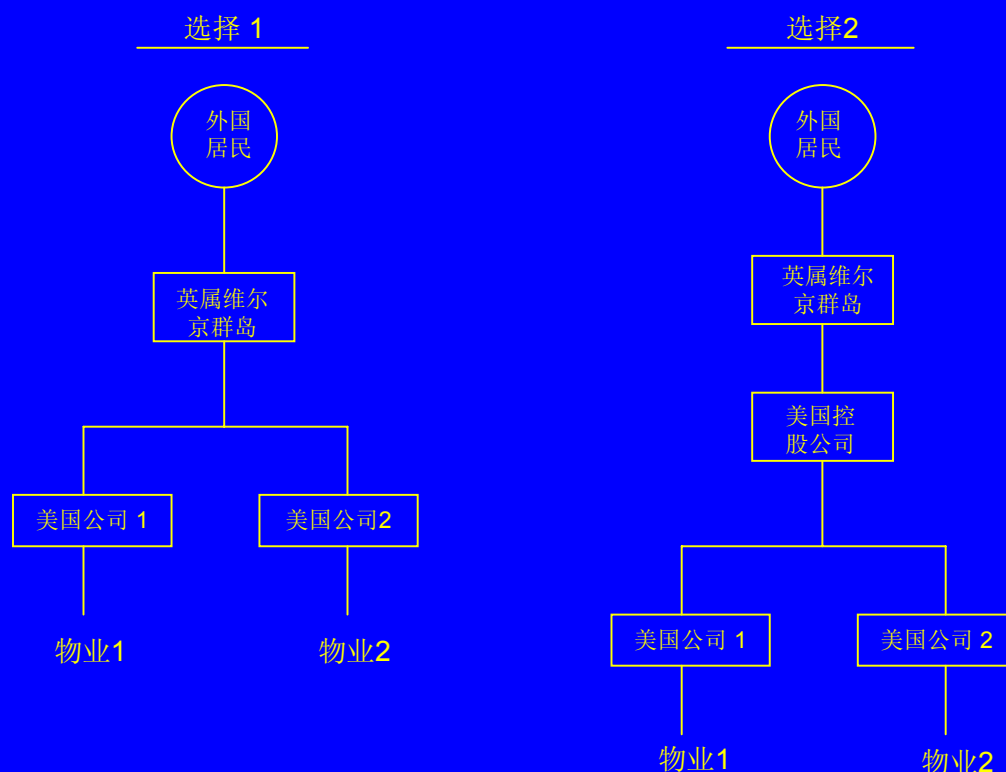 选择 1
外国
居民
英属维尔
京群岛
美国公司 1
美国公司2
物业1
物业2
选择2
外国
居民
英属维尔
京群岛
美国控
股公司
美国公司 1
美国公司 2
物业1
物业2